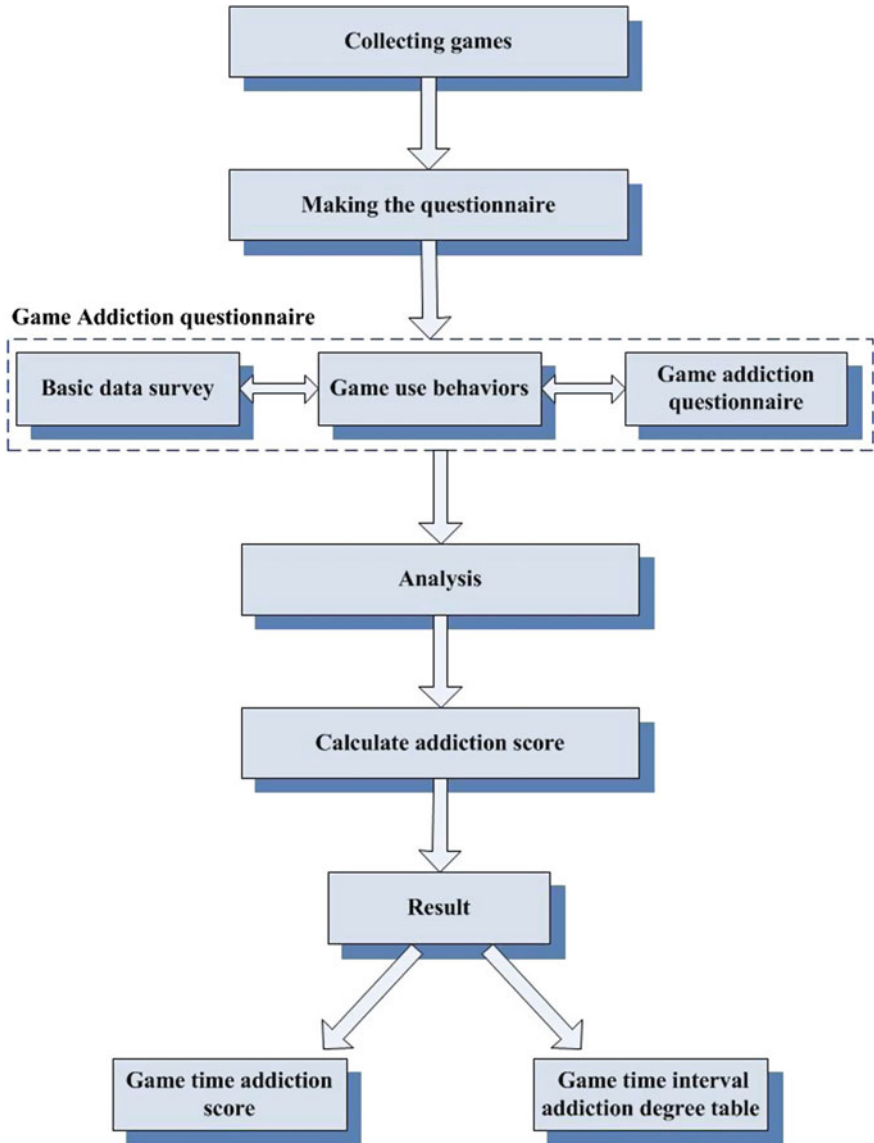 Collecting games
Making the questionnaire
Game Addiction questionnaire
Basic data survey
Game use behaviors
Game addiction
questionnaire
Analysis
Calculate addiction score
Result
Game time addiction
score
Game time interval
addiction degree table